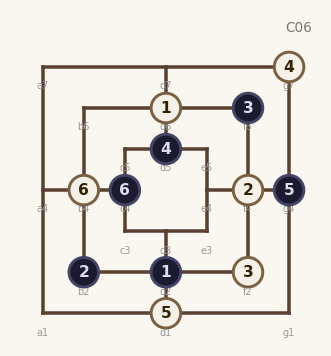 C06
4
a7 d7 g7
1 3
b6 d6 f6
4
c5 d5 e5
6 6 2 5
a4 b4 c4 e4 f4 g4
c3 d3 e3
2 1 3
b2 d2 f2
5
a1 d1 g1